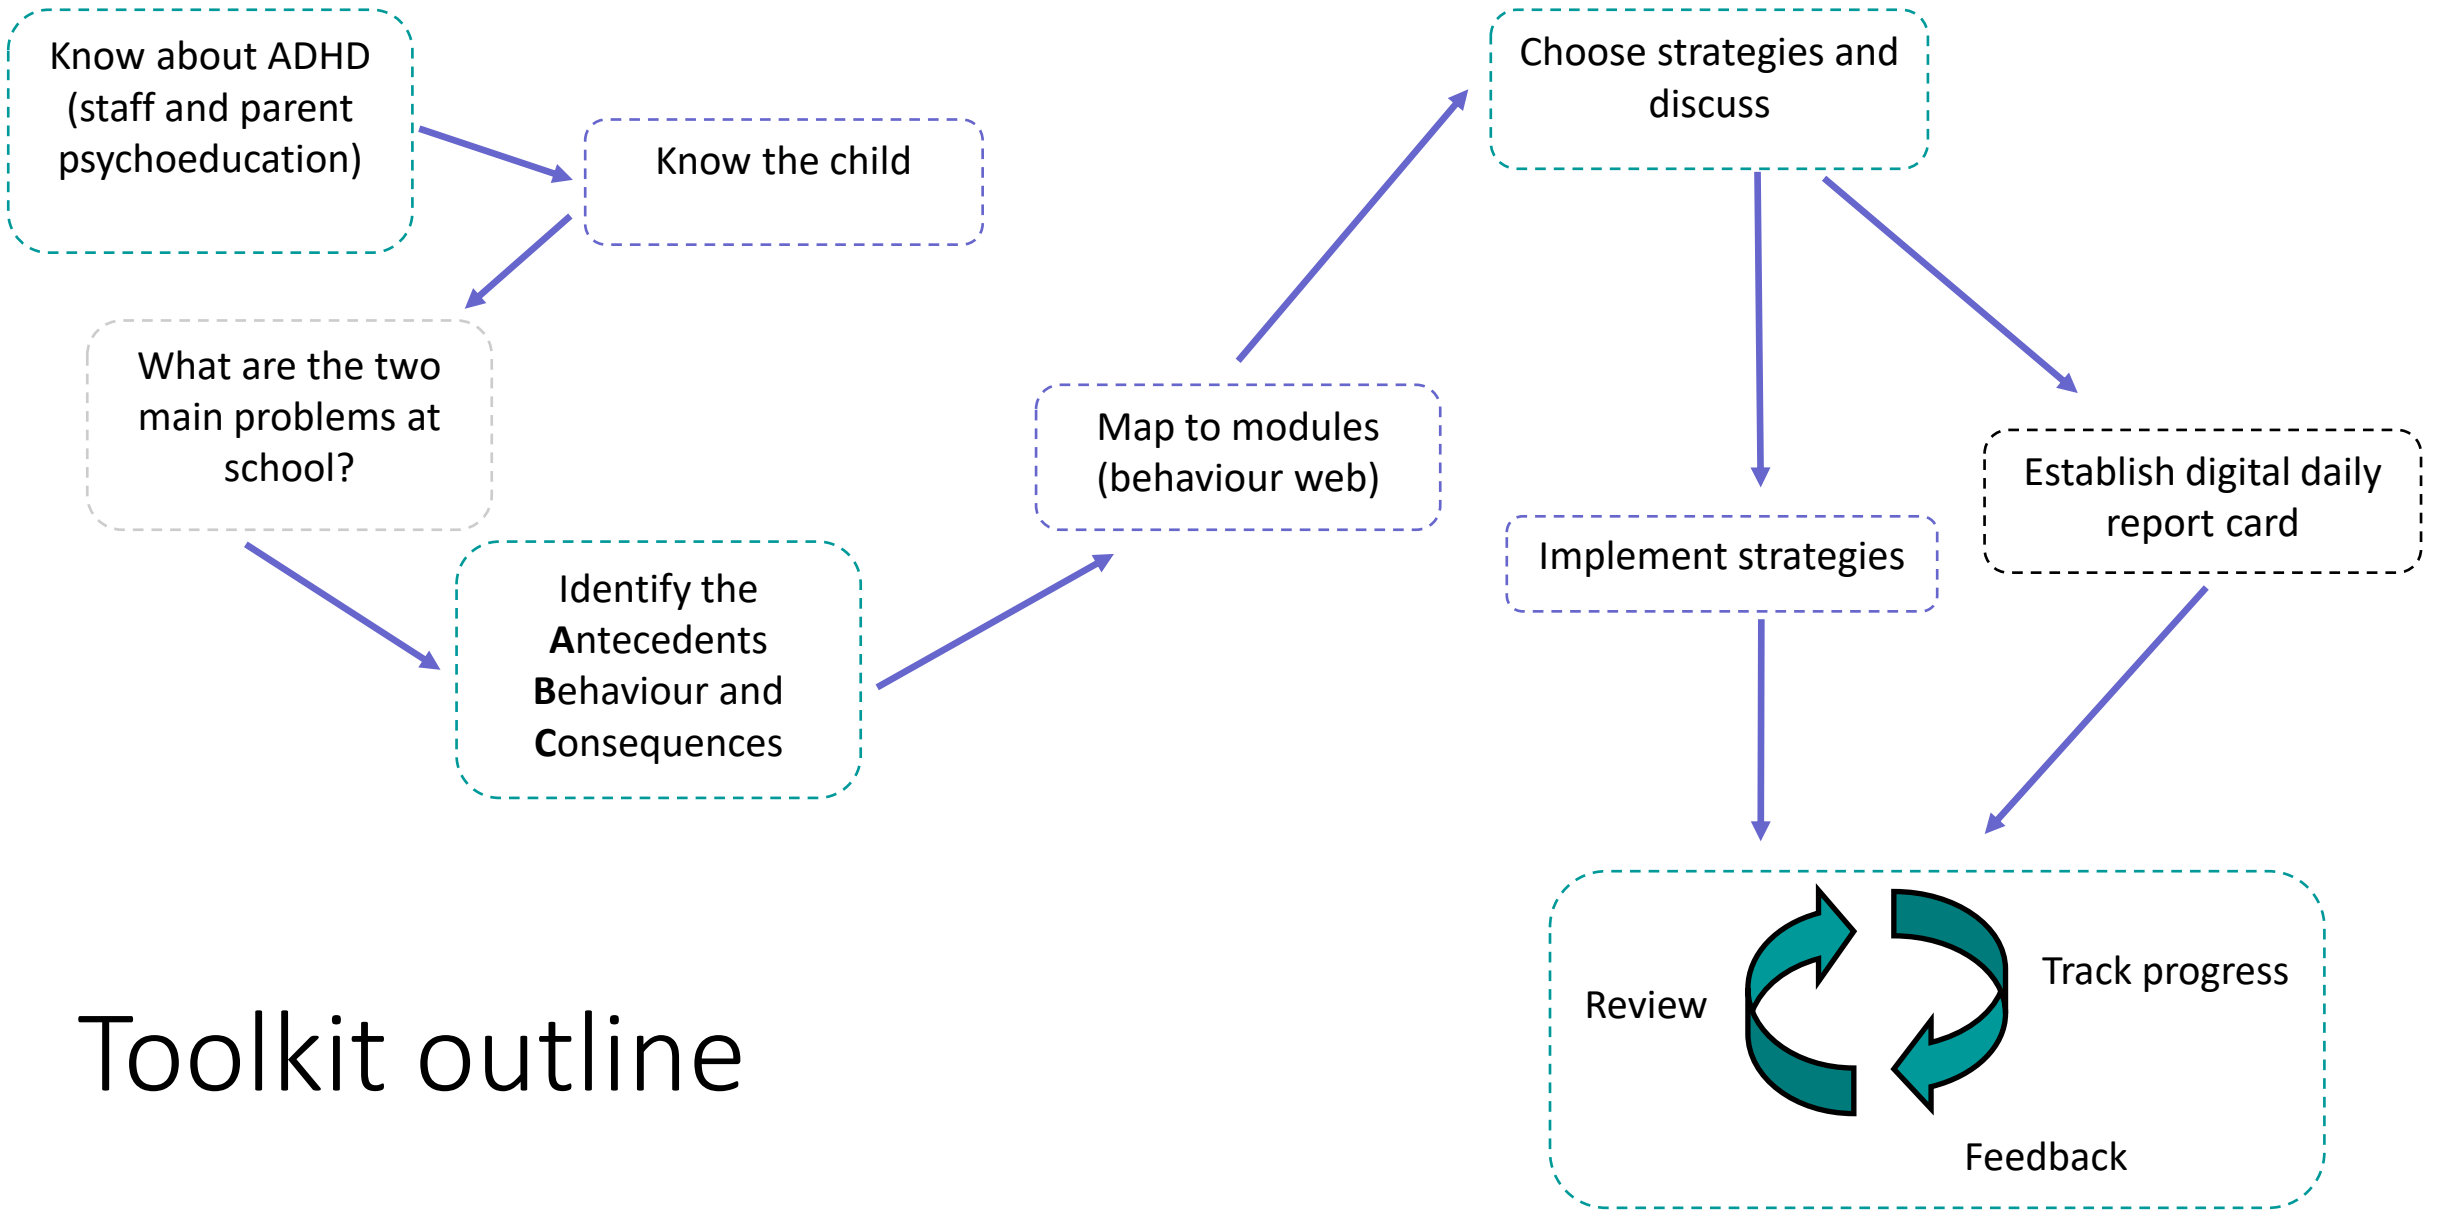 Know about ADHD
(staff and parent
psychoeducation)
Know the child
What are the two
main problems at
school?
Identify the
Antecedents
Behaviour and
Consequences
Map to modules
(behaviour web)
Choose strategies and
discuss
Implement strategies
Establish digital daily
report card
Track progress
Review
Feedback
Toolkit outline